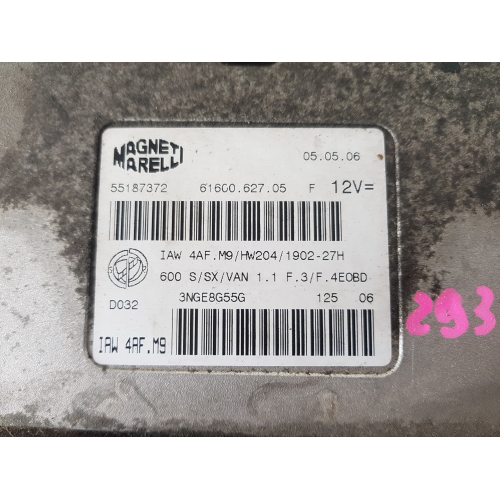 MAGNETI
MARELLI
05.05.06
55187372 61600.627.05 F 12V=
IAW 4AF.M9/HW204/1902-27H
600 S/SX/VAN 1.1 F.3/F.4EOBD
D032 3NGE8G55G 125 06
IAW 4AF.M9
293